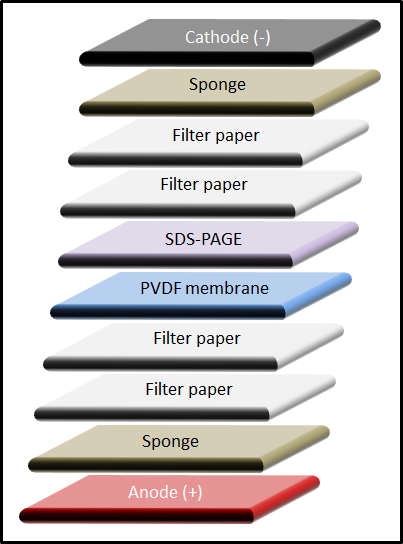 Cathode (-)
Sponge
Filter paper
Filter paper
SDS-PAGE
PVDF membrane
Filter paper
Filter paper
Sponge
Anode (+)